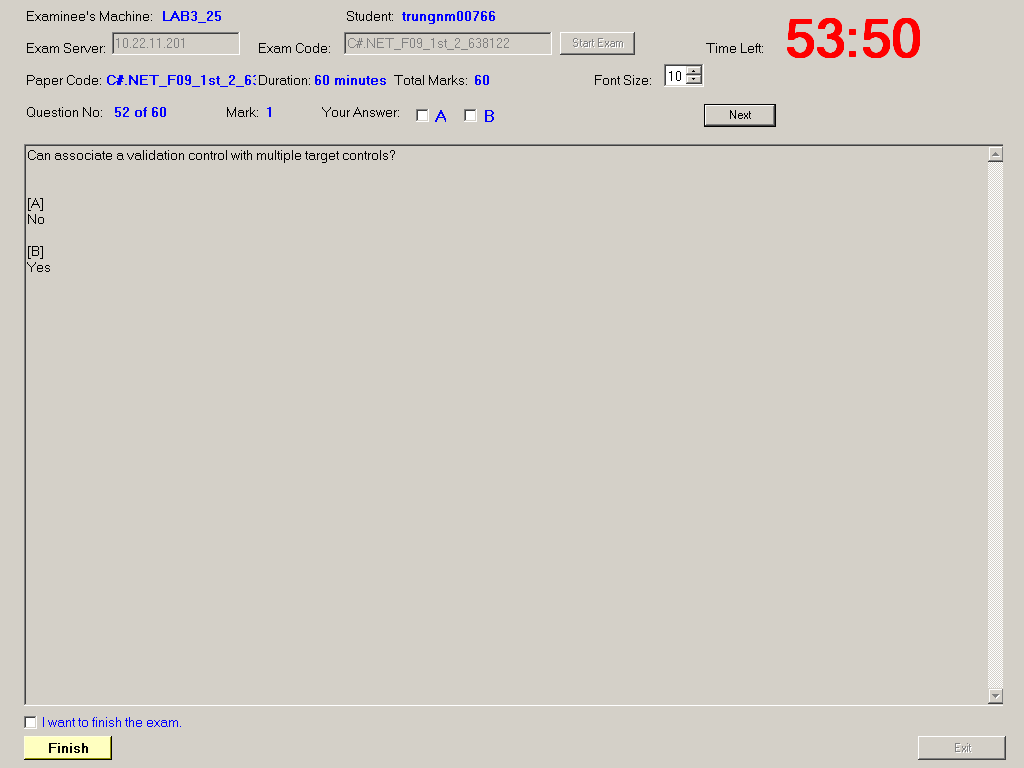 Examinee's Machine: LAB3_25 Student: trungnm00766
Exam Server: 10.22.11.201 Exam Code: C#.NET_F09_1st_2_638122 Start Exam Time Left: 53:50
Paper Code: C#.NET_F09_1st_2_63 Duration: 60 minutes Total Marks: 60 Font Size: 10
Question No: 52 of 60 Mark: 1 Your Answer: A B Next
Can associate a validation control with multiple target controls?
[A]
No
[B]
Yes
I want to finish the exam.
Finish Exit